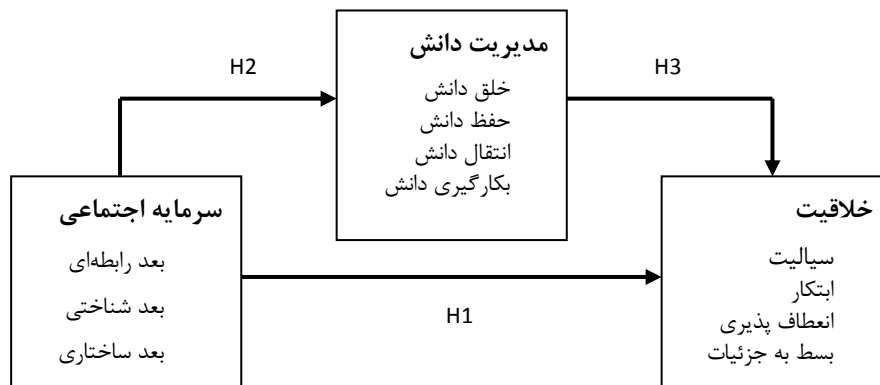 مدیریت دانش
خلق دانش
حفظ دانش
انتقال دانش
بکارگیری دانش
H2
H3
سرمایه اجتماعی
بعد رابطه‌ای
بعد شناختی
بعد ساختاری
H1
خلاقیت
سیالیت
ابتکار
انعطاف پذیری
بسط به جزئیات